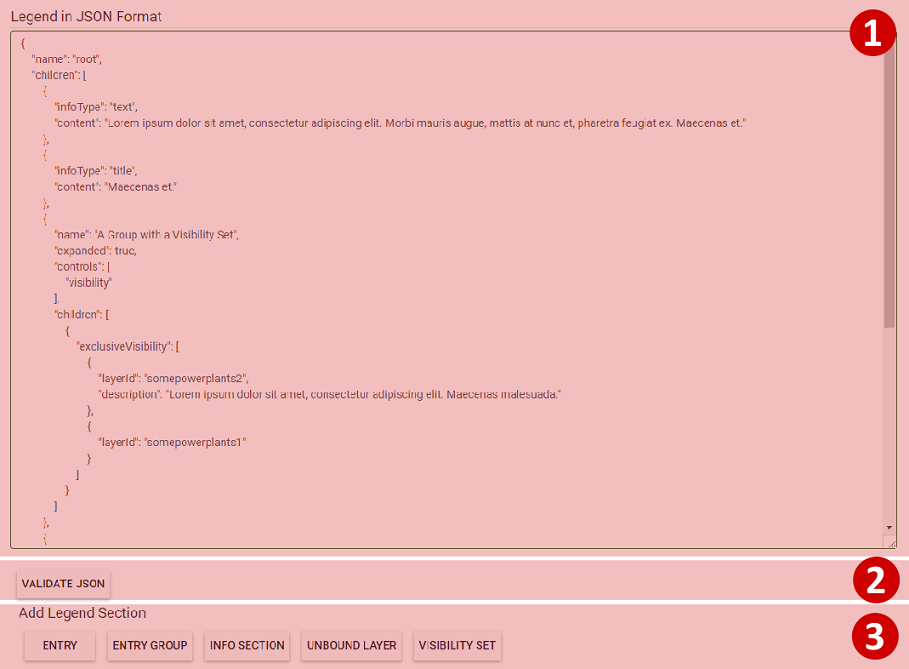 Legend in JSON Format
1
{
"name": "root",
"children": [
{
"infoType": "text",
"content": "Lorem ipsum dolor sit amet, consectetur adipiscing elit. Morbi mauris augue, mattis at nunc et, pharetra feugiat ex. Maecenas et."
},
{
"infoType": "title",
"content": "Maecenas et."
},
{
"name": "A Group with a Visibility Set",
"expanded": true,
"controls": [
"visibility"
],
"children": [
{
"exclusiveVisibility": [
{
"layerId": "somepowerplants2",
"description": "Lorem ipsum dolor sit amet, consectetur adipiscing elit. Maecenas malesuada."
},
{
"layerId": "somepowerplants1"
}
]
}
]
},
{
VALIDATE JSON
2
Add Legend Section
3
ENTRY ENTRY GROUP INFO SECTION UNBOUND LAYER VISIBILITY SET